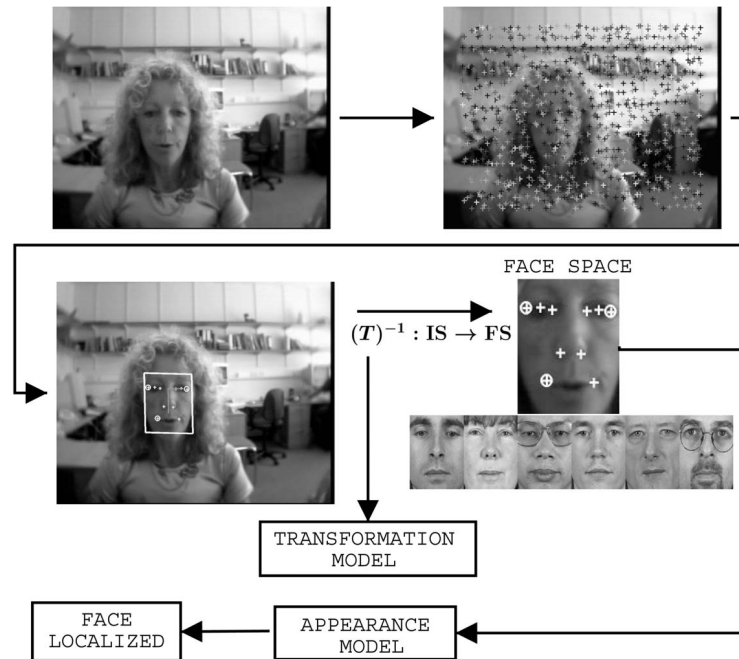 FACE SPACE
(T)⁻¹ : IS → FS
TRANSFORMATION
MODEL
FACE
LOCALIZED
APPEARANCE
MODEL